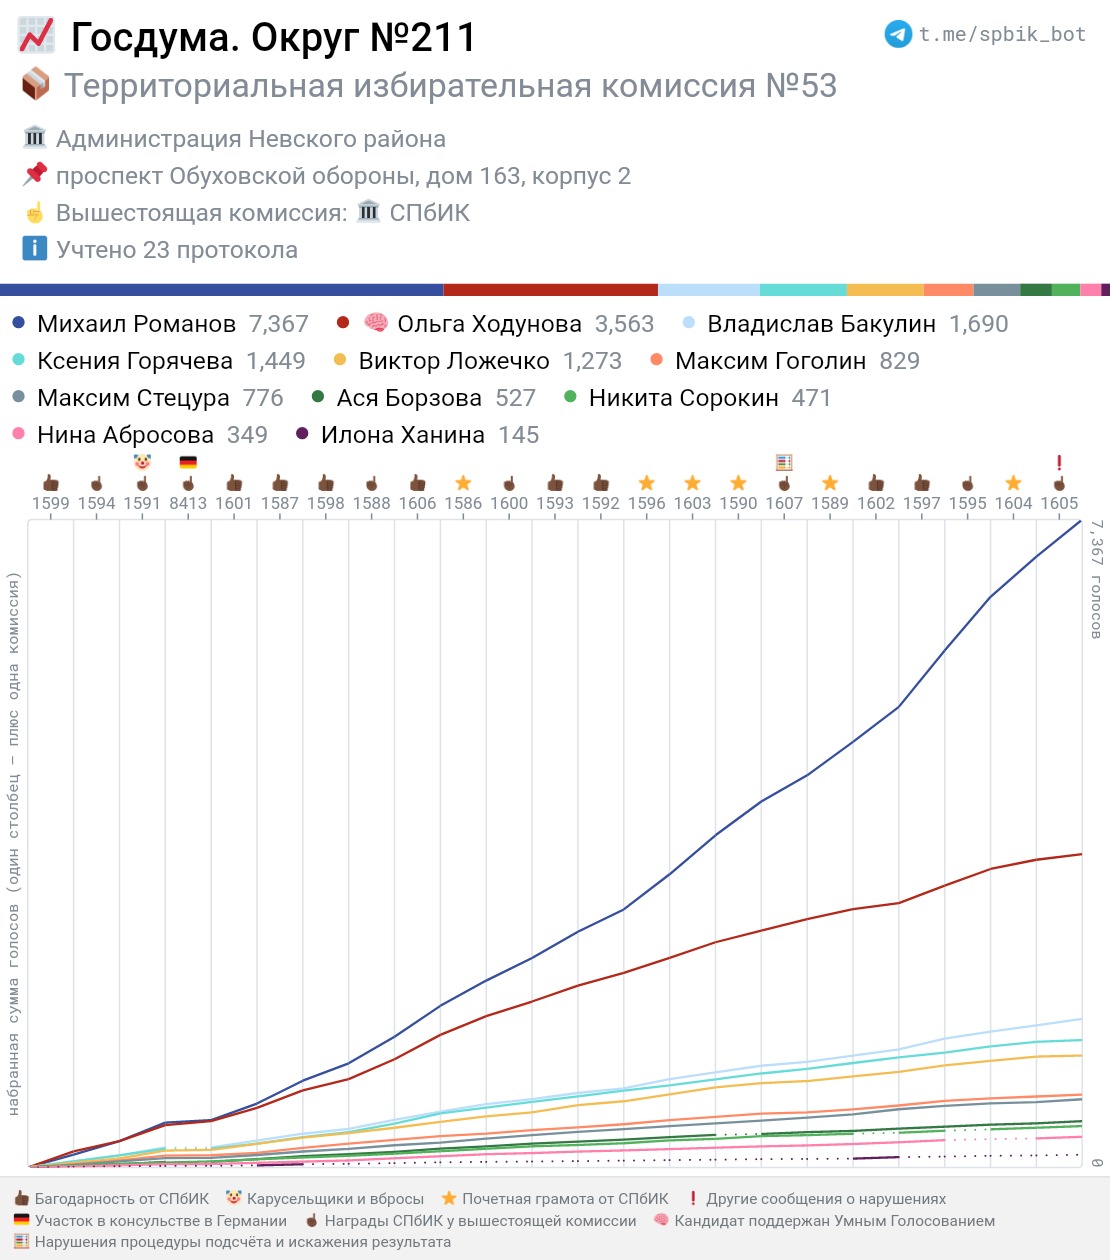 Госдума. Округ №211
t.me/spbik_bot
Территориальная избирательная комиссия №53
Администрация Невского района
проспект Обуховской обороны, дом 163, корпус 2
Вышестоящая комиссия: СПбИК
Учтено 23 протокола
Михаил Романов 7,367 Ольга Ходунова 3,563 Владислав Бакулин 1,690
Ксения Горячева 1,449 Виктор Ложечко 1,273 Максим Гоголин 829
Максим Стецура 776 Ася Борзова 527 Никита Сорокин 471
Нина Абросова 349 Илона Ханина 145
1599 1594 1591 8413 1601 1587 1598 1588 1606 1586 1600 1593 1592 1596 1603 1590 1607 1589 1602 1597 1595 1604 1605
набранная сумма голосов (один столбец — плюс одна комиссия)
7,367 голосов
0
Багодарность от СПбИК Карусельщики и вбросы Почетная грамота от СПбИК Другие сообщения о нарушениях
Участок в консульстве в Германии Награды СПбИК у вышестоящей комиссии Кандидат поддержан Умным Голосованием
Нарушения процедуры подсчёта и искажения результата